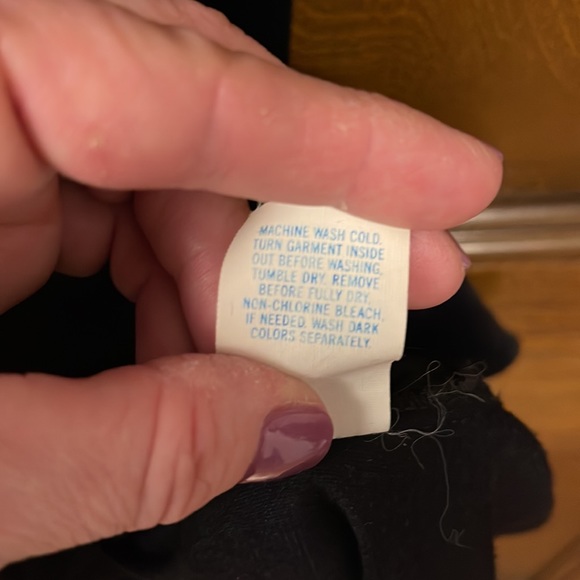 MACHINE WASH COLD.
TURN GARMENT INSIDE
OUT BEFORE WASHING.
TUMBLE DRY. REMOVE
BEFORE FULLY DRY.
NON-CHLORINE BLEACH,
IF NEEDED. WASH DARK
COLORS SEPARATELY.